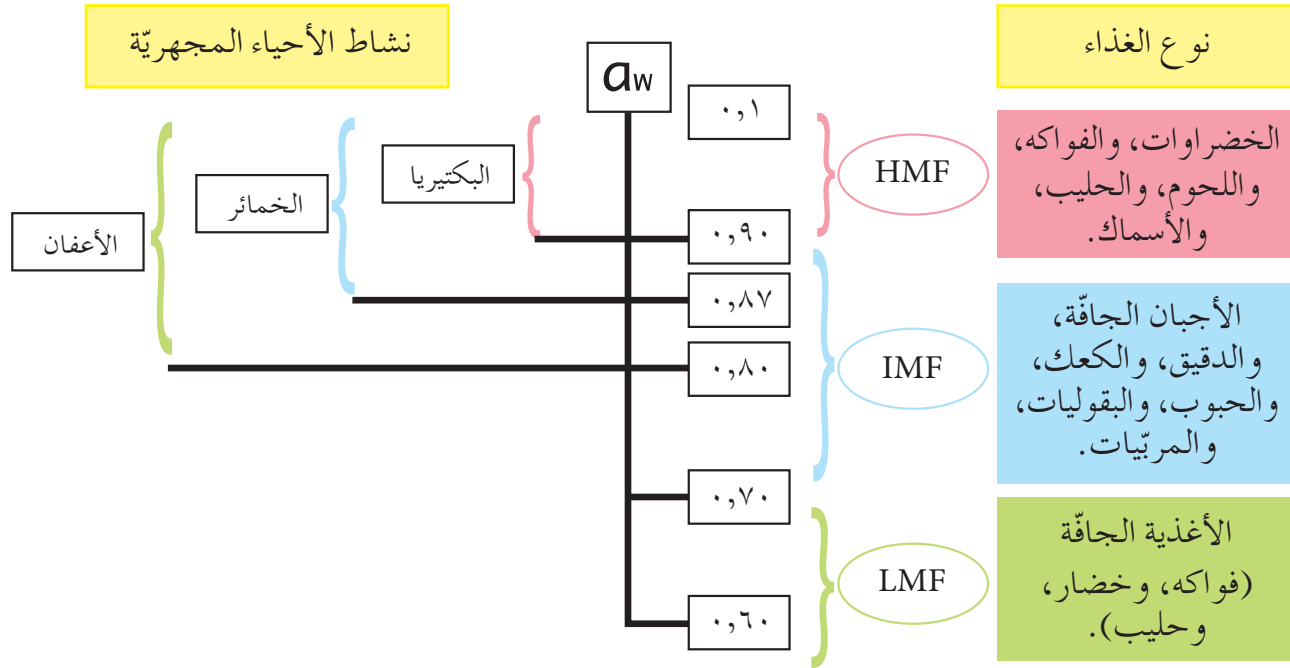 نوع الغذاء
نشاط الأحياء المجهريّة
aw
٠,١
الخضراوات، والفواكه،
واللحوم، والحليب،
والأسماك.
HMF
البكتيريا
الخمائر
الأعفان
٠,٩٠
٠,٨٧
٠,٨٠
الأجبان الجافّة،
والدقيق، والكعك،
والحبوب، والبقوليات،
والمربّيات.
IMF
٠,٧٠
الأغذية الجافّة
(فواكه، وخضار،
وحليب).
LMF
٠,٦٠